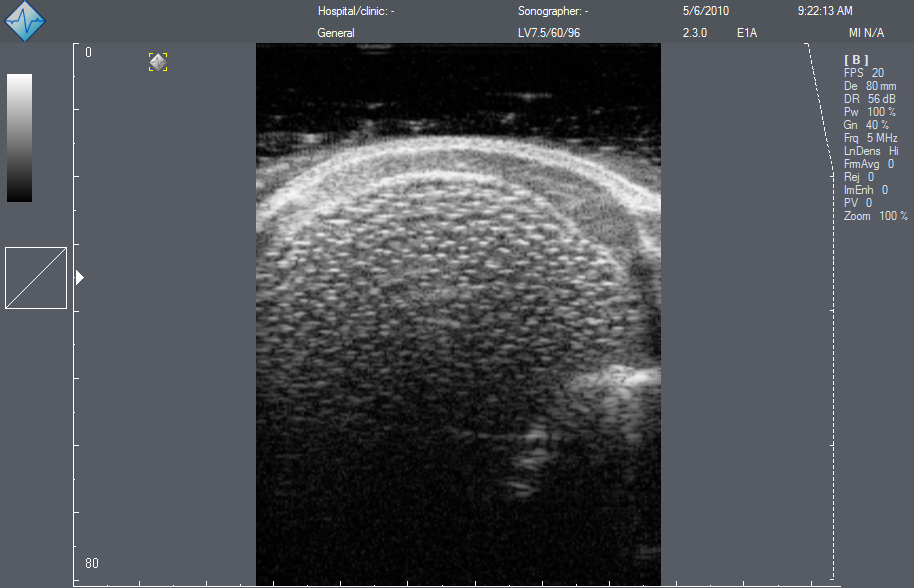 Hospital/clinic: - Sonographer: - 5/6/2010 9:22:13 AM
General LV7.5/60/96 2.3.0 E1A MI N/A
0
[ B ]
FPS 20
De 80 mm
DR 56 dB
Pw 100 %
Gn 40 %
Frq 5 MHz
LnDens Hi
FrmAvg 0
Rej 0
ImEnh 0
PV 0
Zoom 100 %
80